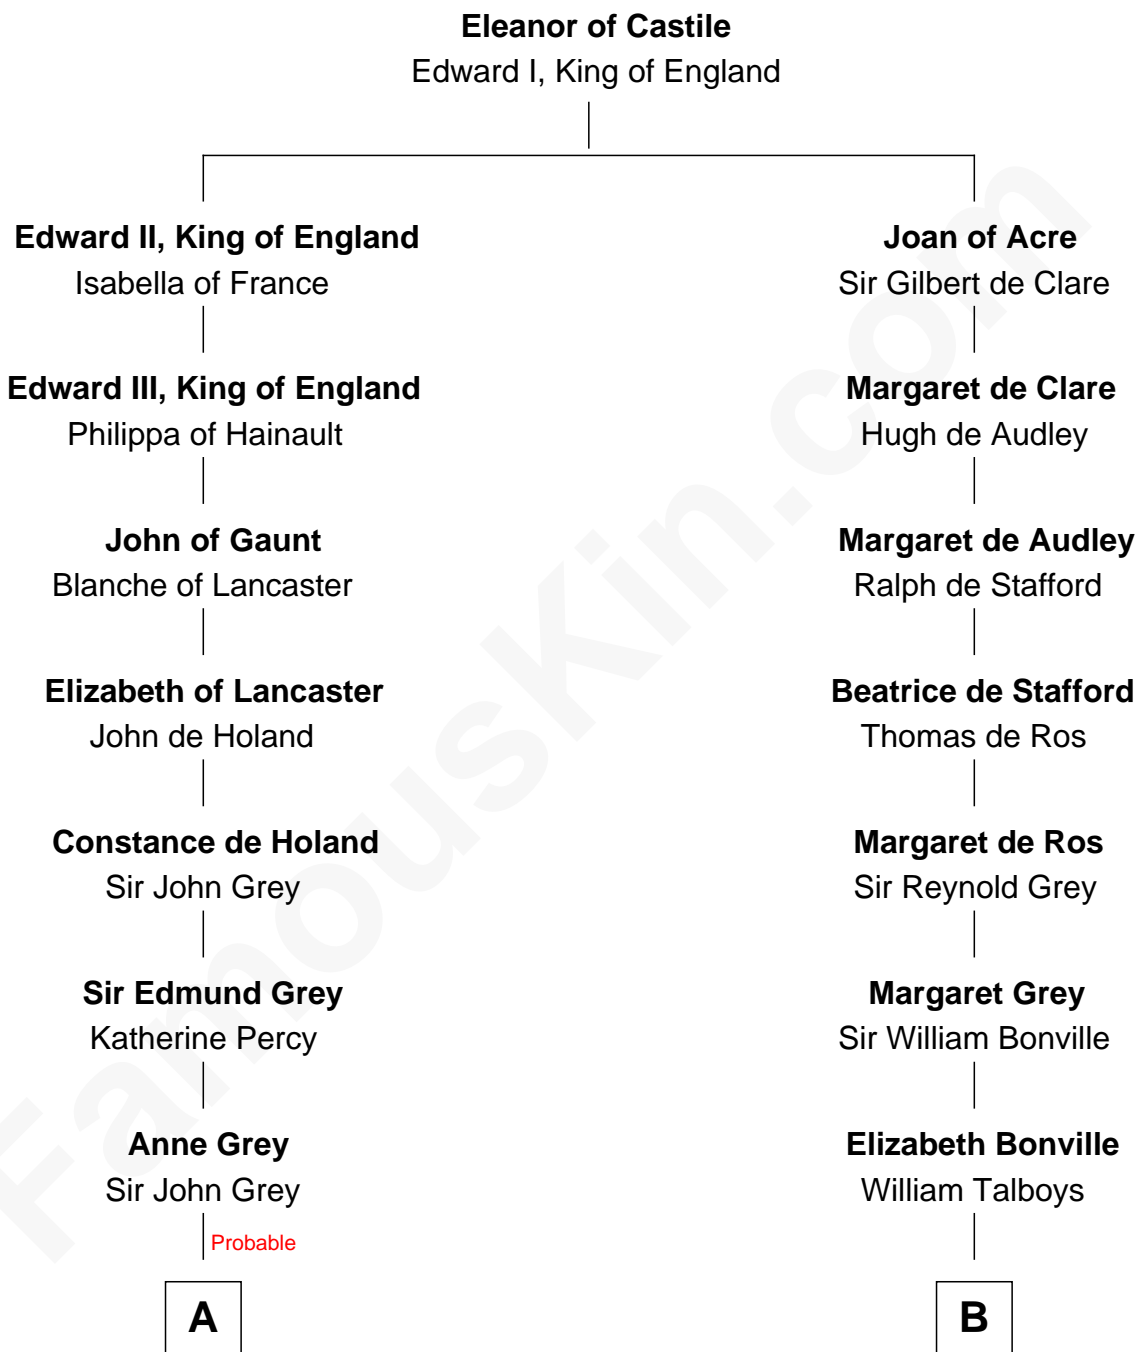 Eleanor of Castile
Edward I, King of England
Edward II, King of England
Isabella of France
Joan of Acre
Sir Gilbert de Clare
Edward III, King of England
Philippa of Hainault
Margaret de Clare
Hugh de Audley
John of Gaunt
Blanche of Lancaster
Margaret de Audley
Ralph de Stafford
Elizabeth of Lancaster
John de Holand
Beatrice de Stafford
Thomas de Ros
Constance de Holand
Sir John Grey
Margaret de Ros
Sir Reynold Grey
Sir Edmund Grey
Katherine Percy
Margaret Grey
Sir William Bonville
Anne Grey
Sir John Grey
Elizabeth Bonville
William Talboys
Probable
A
B
FamousKin.com